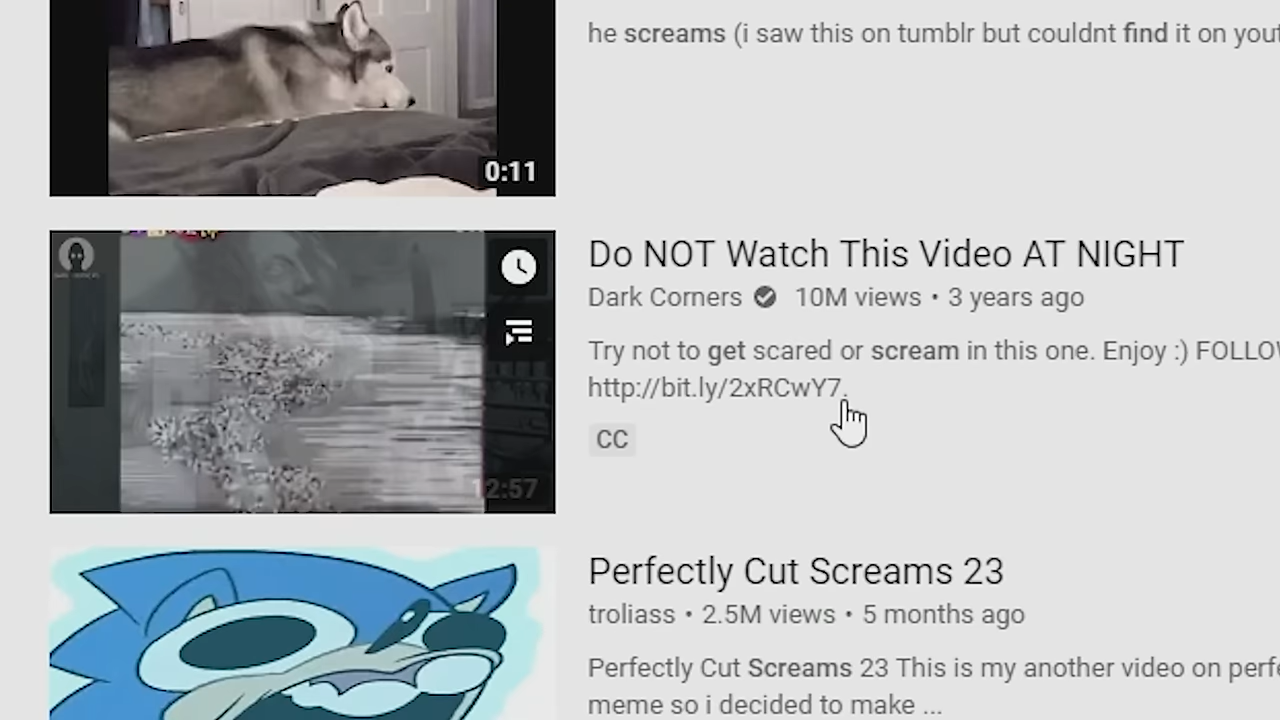 he screams (i saw this on tumblr but couldnt find it on
0:11
Do NOT Watch This Video AT NIGHT
Dark Corners 10M views • 3 years ago
Try not to get scared or scream in this one. Enjoy :)
http://bit.ly/2xRCwY7.
CC
12:57
Perfectly Cut Screams 23
troliass • 2.5M views • 5 months ago
Perfectly Cut Screams 23 This is my another video on
meme so i decided to make ...